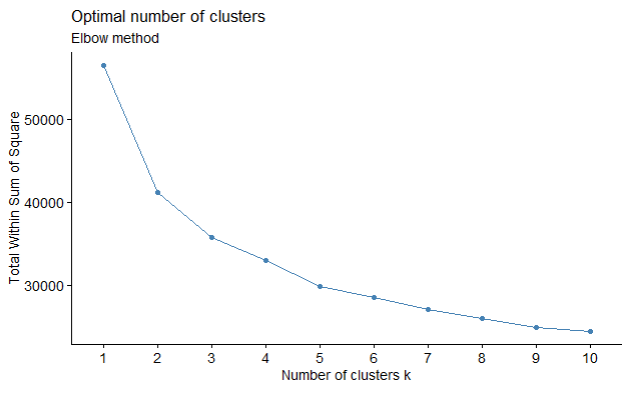 Optimal number of clusters
Elbow method
Total Within Sum of Square
50000
40000
30000
1 2 3 4 5 6 7 8 9 10
Number of clusters k